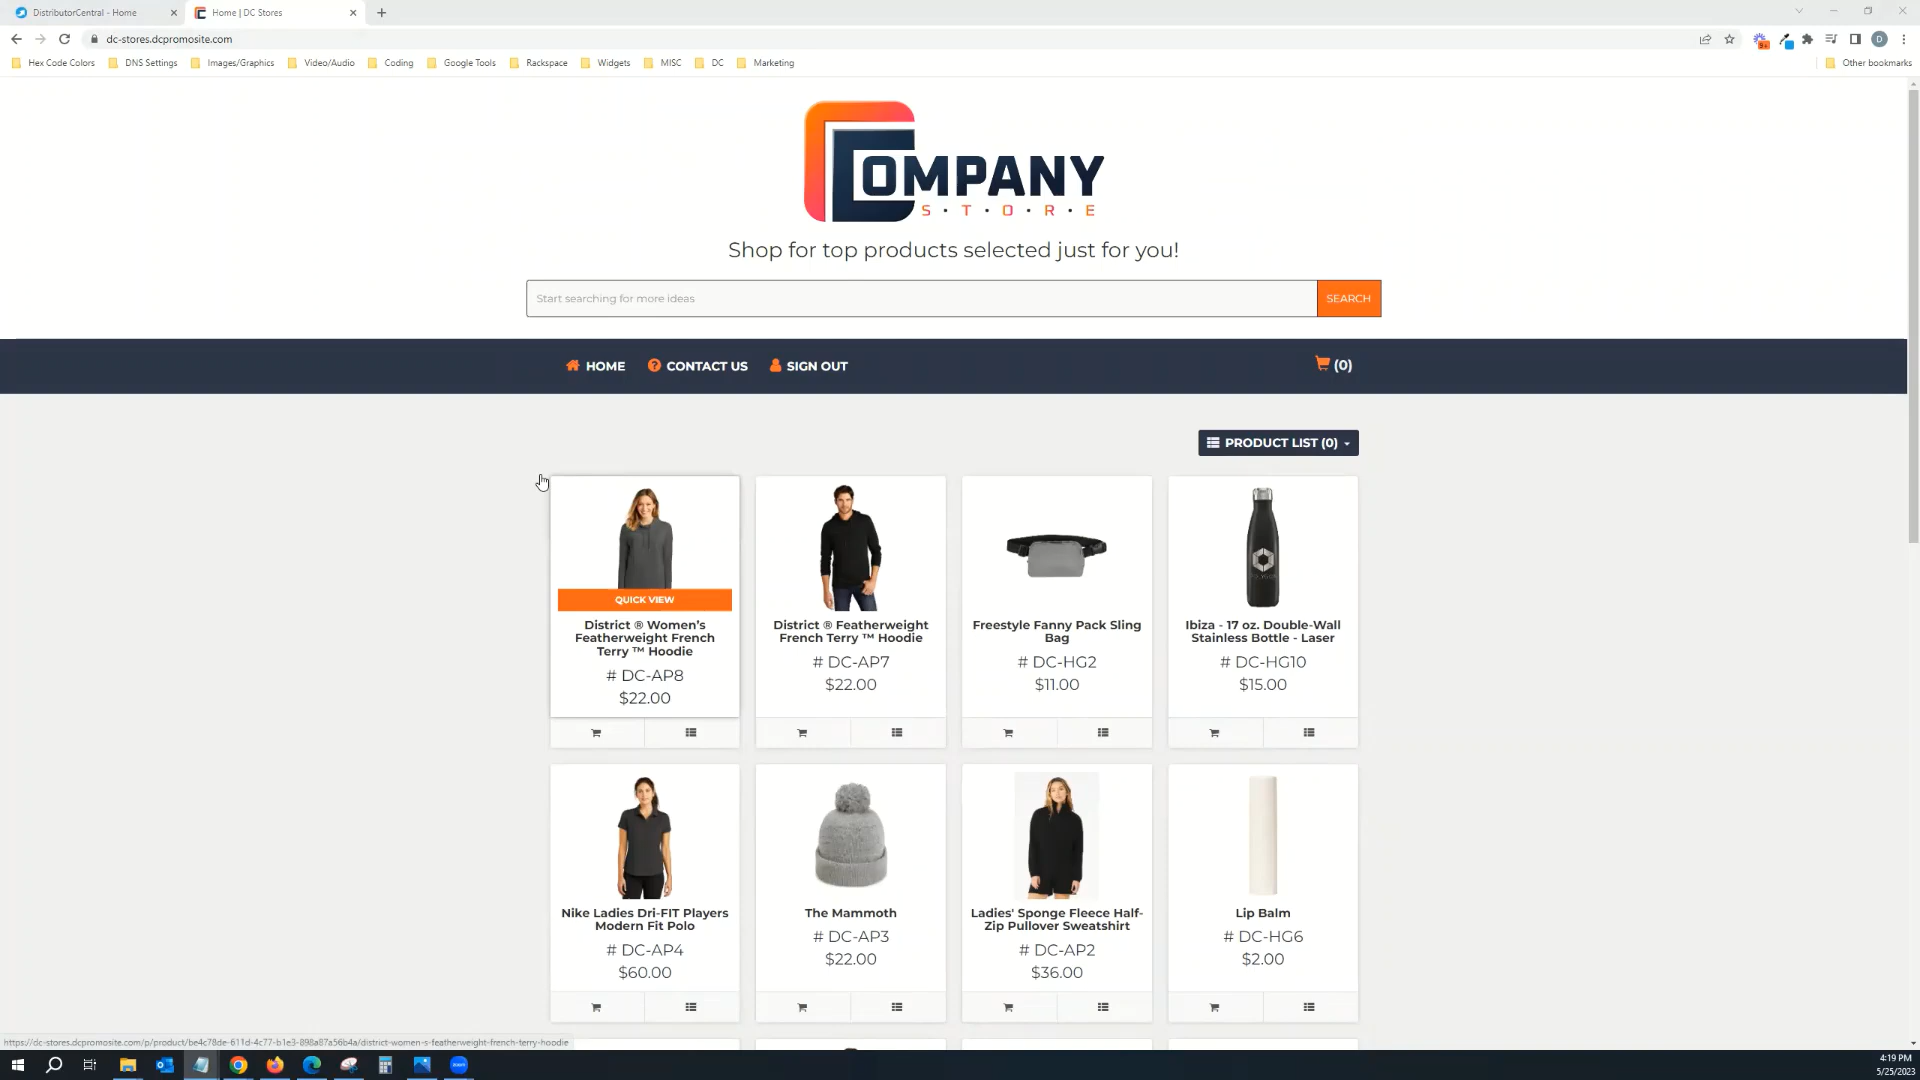 DistributorCentral - Home
Home | DC Stores
dc-stores.dcpromosite.com
Hex Code Colors
DNS Settings
Images/Graphics
Video/Audio
Coding
Google Tools
Rackspace
Widgets
MISC
DC
Marketing
Other bookmarks
COMPANY
S·T·O·R·E
Shop for top products selected just for you!
Start searching for more ideas
SEARCH
HOME
CONTACT US
SIGN OUT
(0)
PRODUCT LIST (0)
QUICK VIEW
District ® Women's
Featherweight French
Terry ™ Hoodie
# DC-AP8
$22.00
District ® Featherweight
French Terry ™ Hoodie
# DC-AP7
$22.00
Freestyle Fanny Pack Sling
Bag
# DC-HG2
$11.00
Ibiza - 17 oz. Double-Wall
Stainless Bottle - Laser
# DC-HG10
$15.00
Nike Ladies Dri-FIT Players
Modern Fit Polo
# DC-AP4
$60.00
The Mammoth
# DC-AP3
$22.00
Ladies' Sponge Fleece Half-
Zip Pullover Sweatshirt
# DC-AP2
$36.00
Lip Balm
# DC-HG6
$2.00
https://dc-stores.dcpromosite.com/p/product/be4c78de-611d-4c77-b1e3-898a87a56b4a/district-women-s-featherweight-french-terry-hoodie
4:19 PM
5/25/2023